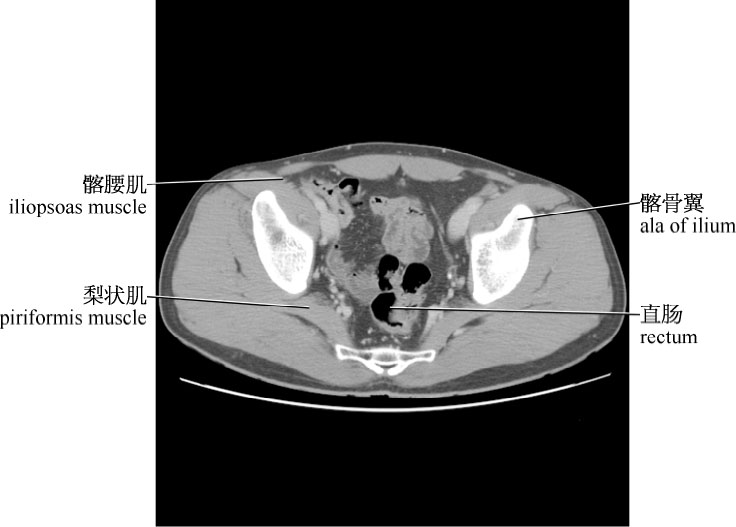 髂腰肌
iliopsoas muscle
髂骨翼
ala of ilium
梨状肌
piriformis muscle
直肠
rectum